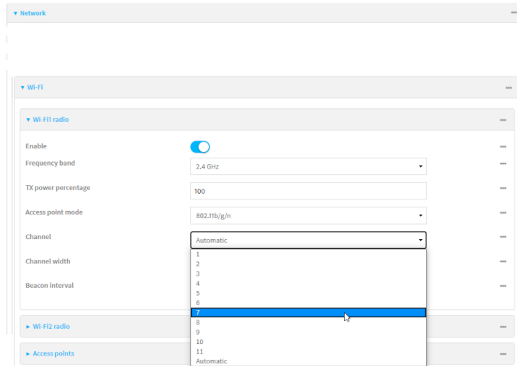 Network
Wi-Fi
Wi-Fi1 radio
Enable
Frequency band
2.4 GHz
TX power percentage
100
Access point mode
802.11b/g/n
Channel
Automatic
1
2
3
4
5
6
7
8
9
10
11
Automatic
Channel width
Beacon interval
Wi-Fi2 radio
Access points